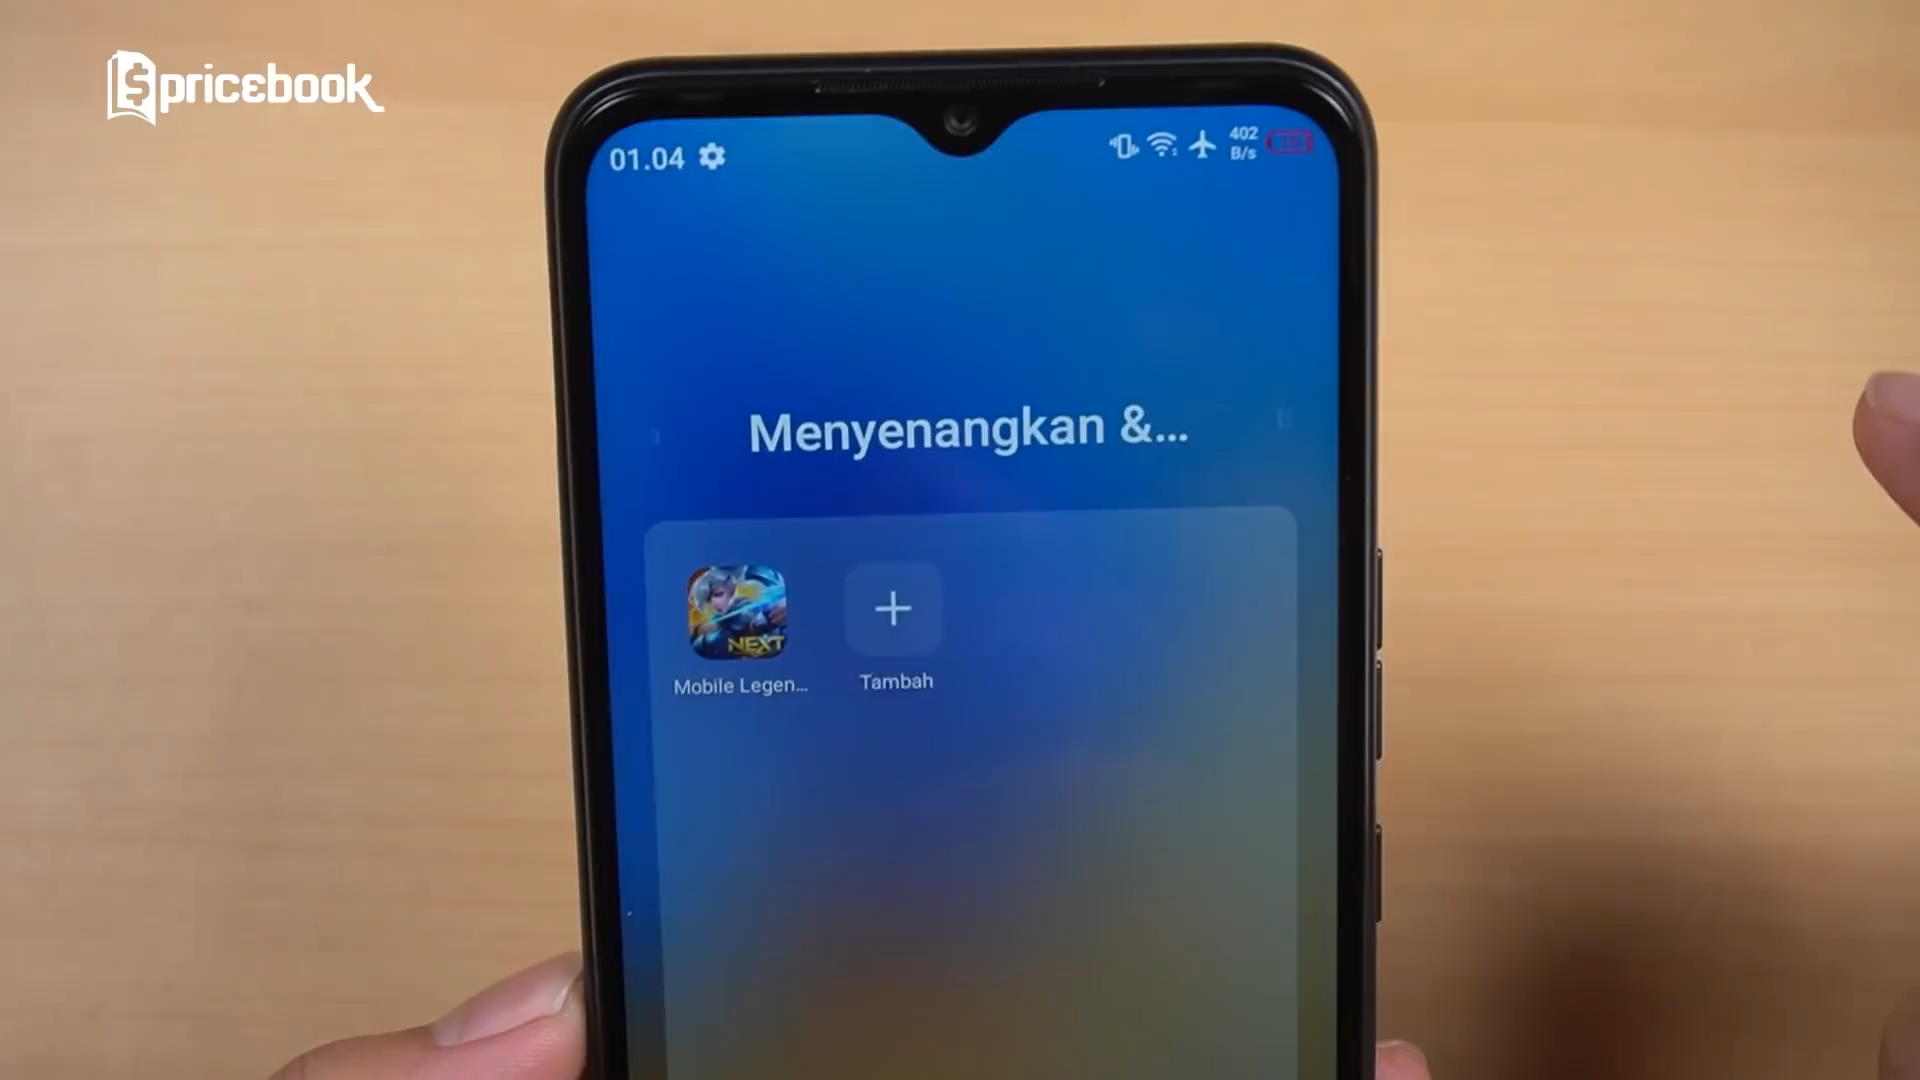 pricebook
01.04
402
B/s
Menyenangkan &...
NEXT
Mobile Legen...
Tambah